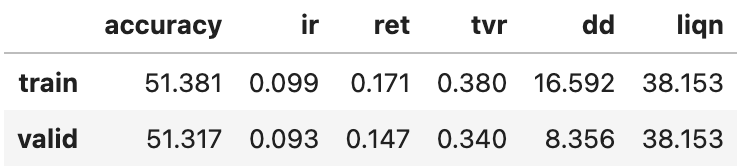 accuracy ir ret tvr dd liqn
train 51.381 0.099 0.171 0.380 16.592 38.153
valid 51.317 0.093 0.147 0.340 8.356 38.153